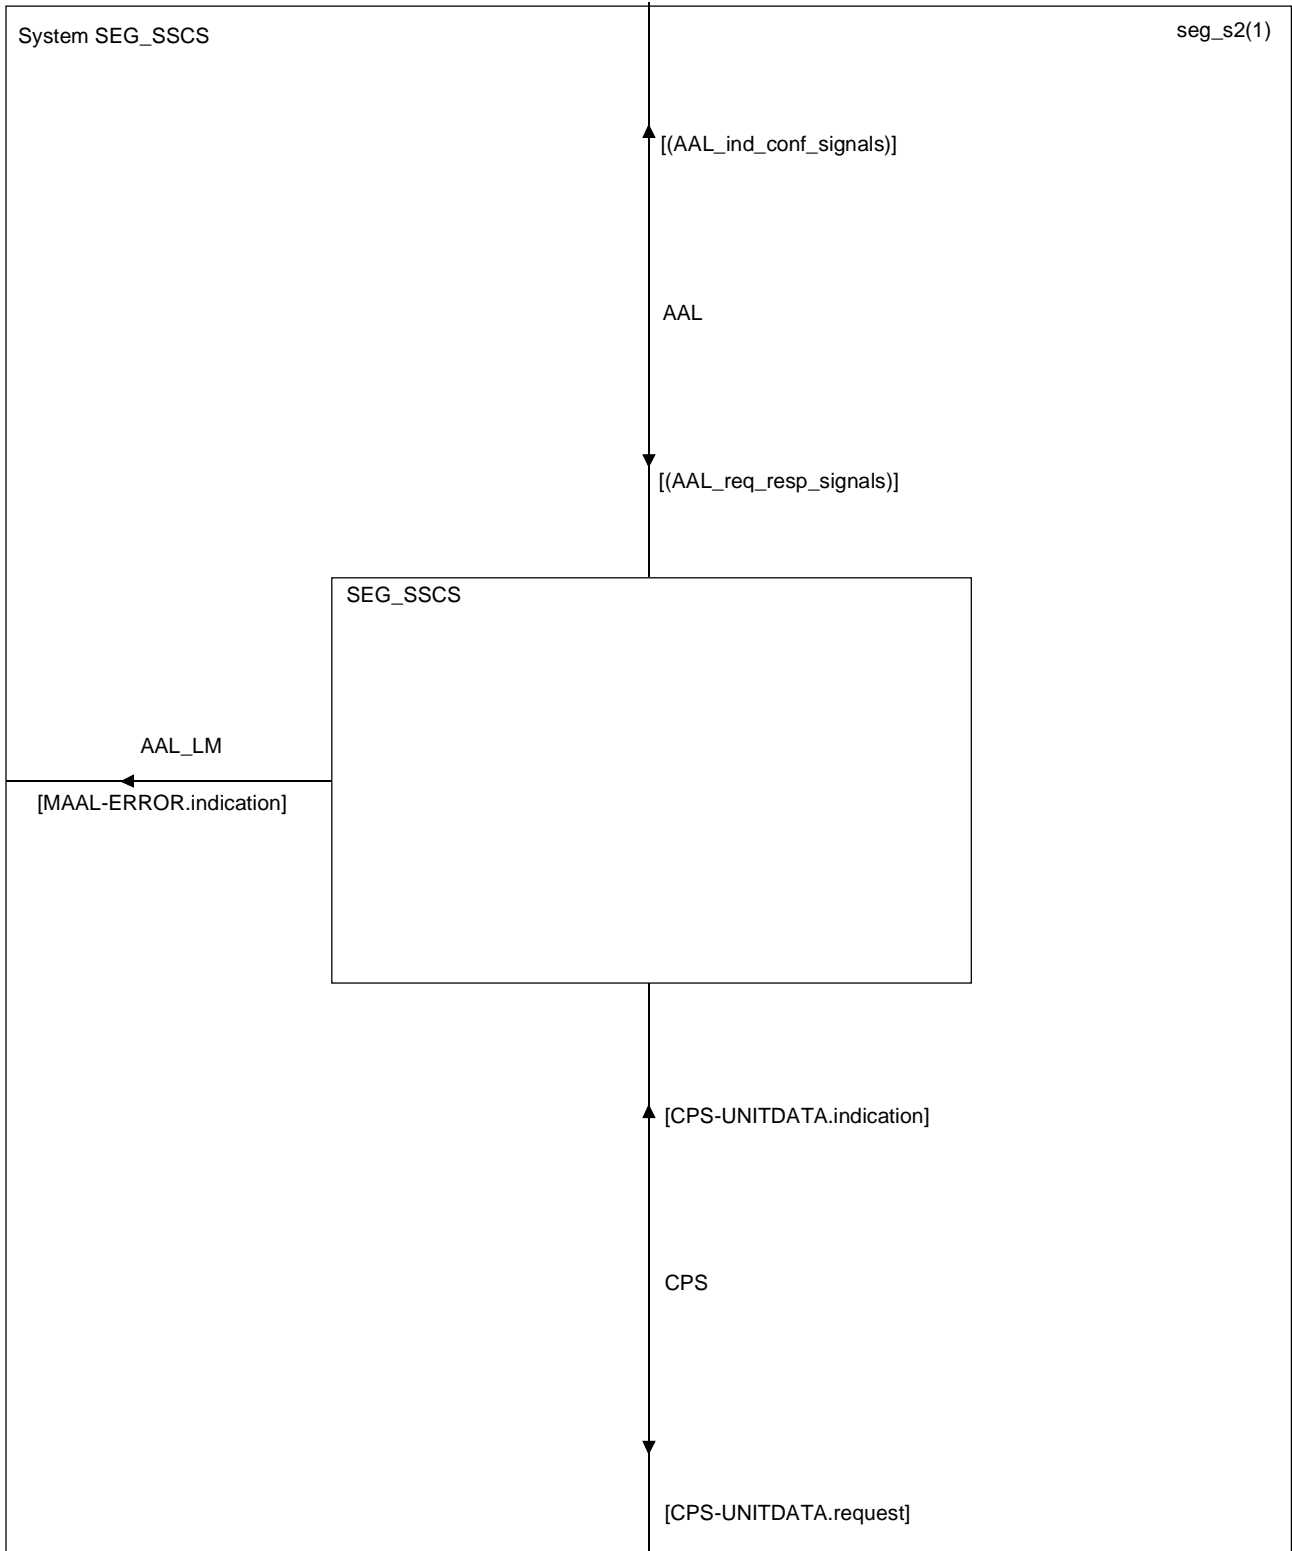 System SEG_SSCS
seg_s2(1)
[(AAL_ind_conf_signals)]
AAL
[(AAL_req_resp_signals)]
SEG_SSCS
AAL_LM
[MAAL-ERROR.indication]
[CPS-UNITDATA.indication]
CPS
[CPS-UNITDATA.request]